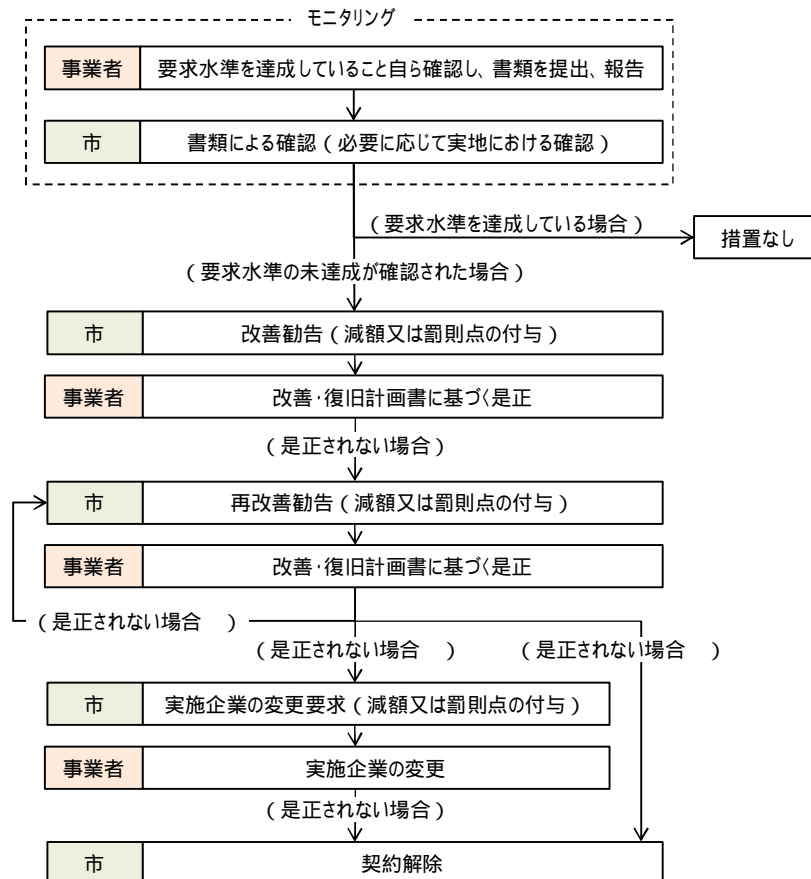 モニタリング
事業者 要求水準を達成していること自ら確認し、書類を提出、報告
市 書類による確認（必要に応じて実地における確認）
（要求水準を達成している場合）
措置なし
（要求水準の未達成が確認された場合）
市 改善勧告（減額又は罰則点の付与）
事業者 改善・復旧計画書に基づく是正
（是正されない場合）
市 再改善勧告（減額又は罰則点の付与）
事業者 改善・復旧計画書に基づく是正
（是正されない場合　）
（是正されない場合　） （是正されない場合　）
市 実施企業の変更要求（減額又は罰則点の付与）
事業者 実施企業の変更
（是正されない場合）
市 契約解除